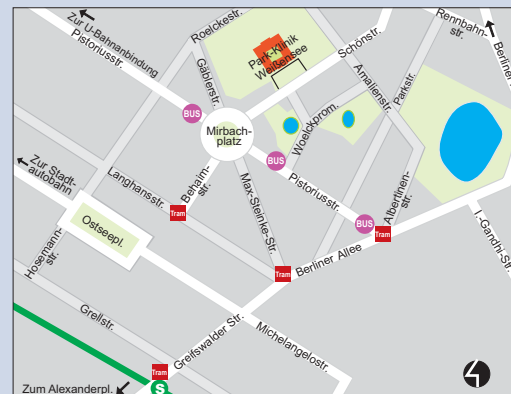 Zur U-Bahnanbindung
Pistoriusstr.
Roelckestr.
Gäblerstr.
Park-Klinik
Weißensee
Schönstr.
Amalienstr.
Rennbahn-
str.
Berliner
Parkstr.
BUS
Mirbach-
platz
Woelckprom.
BUS
Zur Stadt-
autobahn
Langhansstr.
Behaim-
str.
Tram
Max-Steinke-Str.
Pistoriusstr.
BUS
Albertinen-
str.
Tram
I.-Gandhi-Str.
Ostseepl.
Hosemann-
str.
Berliner Allee
Tram
Grellstr.
Greifswalder Str.
Michelangelostr.
Tram
S
Zum Alexanderpl.